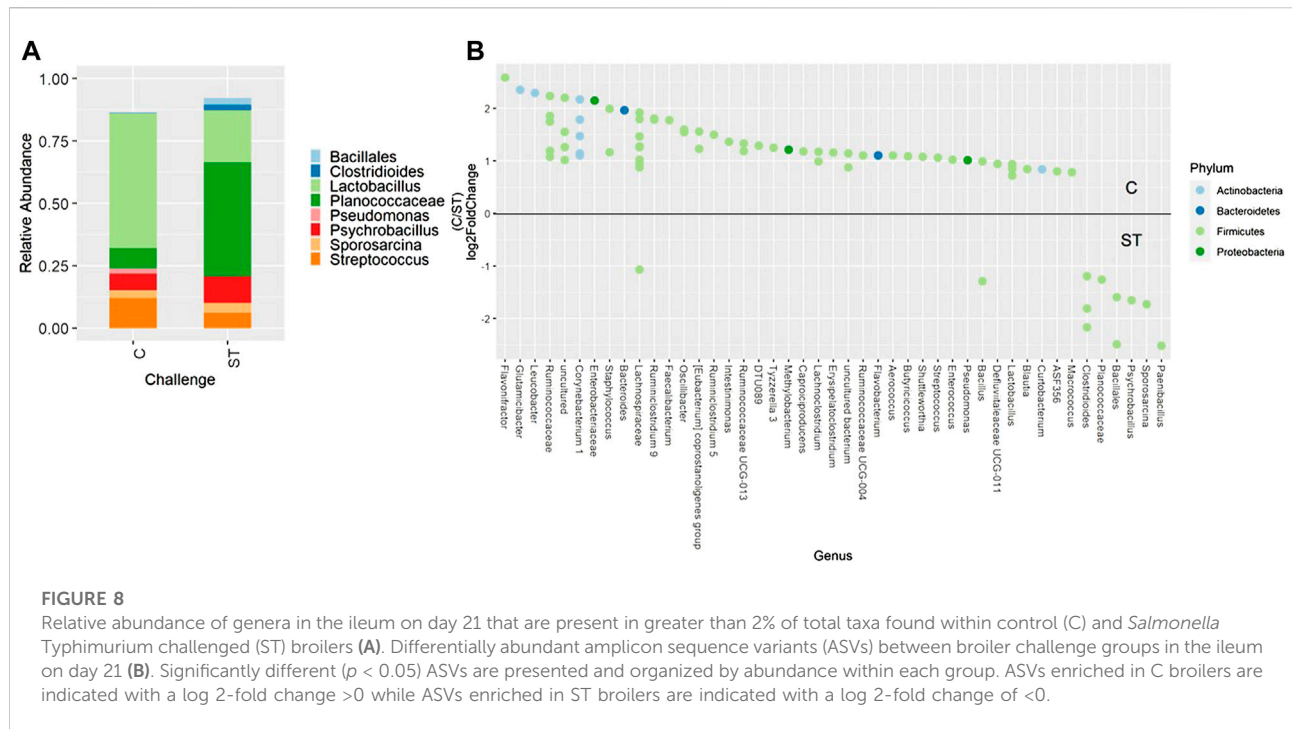 A
1.00
0.75
0.50
0.25
0.00
Relative Abundance
C
ST
Challenge
Bacillales
Clostridioides
Lactobacillus
Planococcaceae
Pseudomonas
Psychrobacillus
Sporosarcina
Streptococcus
B
2
1
0
-1
-2
(C/ST)
log2FoldChange
C
ST
Flavonifractor
Glutamicibacter
Leucobacter
Ruminococcaceae
uncultured
Corynebacterium 1
Enterobacteriaceae
Staphylococcus
Bacteroides
Lachnospiraceae
Ruminiclostridium 9
Faecalibacterium
Oscillibacter
[Eubacterium] coprostanoligenes group
Ruminiclostridium 5
Intestinimonas
Ruminococcaceae UCG-013
DTU089
Tyzzerella 3
Methylobacterium
Caproiciproducens
Lachnoclostridium
Erysipelatoclostridium
uncultured bacterium
Ruminococcaceae UCG-004
Flavobacterium
Aerococcus
Butyricicoccus
Shuttleworthia
Streptococcus
Enterococcus
Pseudomonas
Bacillus
Defluviitaleaceae UCG-011
Lactobacillus
Blautia
Curtobacterium
ASF356
Macrococcus
Clostridioides
Planococcaceae
Bacillales
Psychrobacillus
Sporosarcina
Paenibacillus
Genus
Phylum
Actinobacteria
Bacteroidetes
Firmicutes
Proteobacteria
FIGURE 8
Relative abundance of genera in the ileum on day 21 that are present in greater than 2% of total taxa found within control (C) and Salmonella
Typhimurium challenged (ST) broilers (A). Differentially abundant amplicon sequence variants (ASVs) between broiler challenge groups in the ileum
on day 21 (B). Significantly different (p < 0.05) ASVs are presented and organized by abundance within each group. ASVs enriched in C broilers are
indicated with a log 2-fold change >0 while ASVs enriched in ST broilers are indicated with a log 2-fold change of <0.